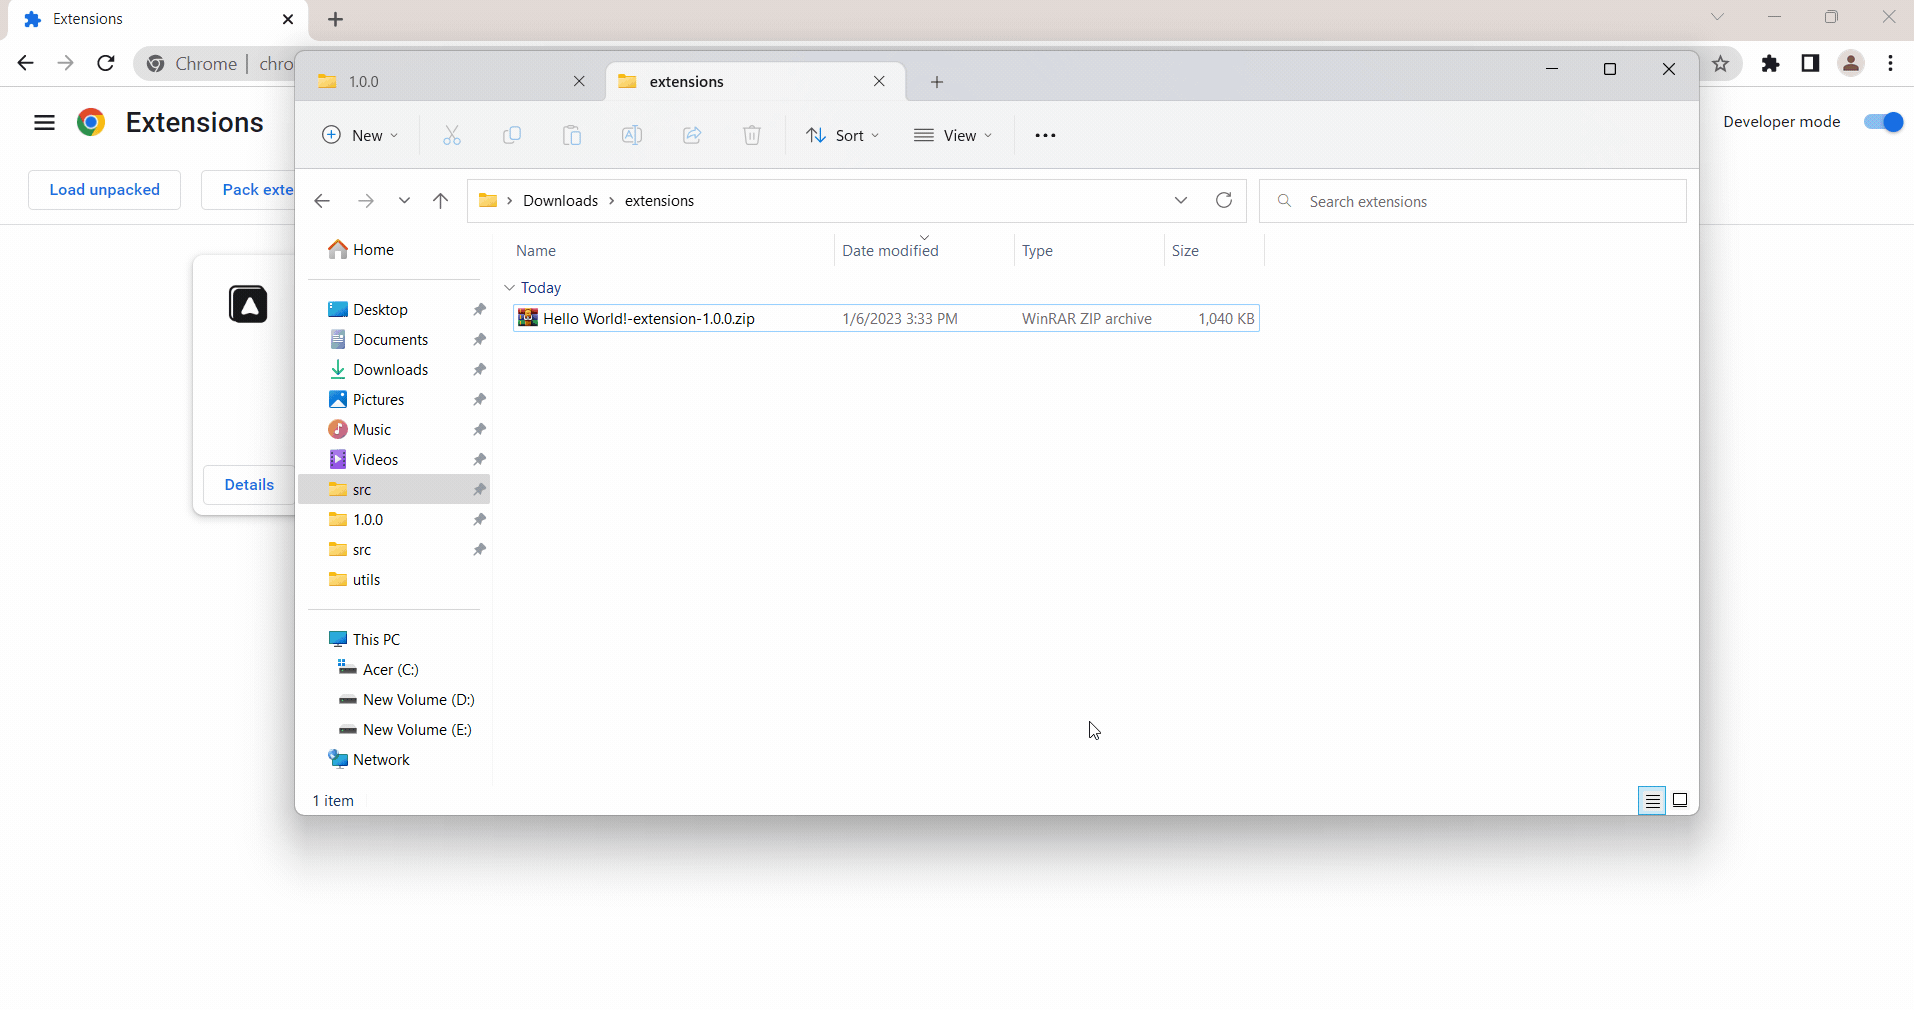 Extensions
Chrome | chro
1.0.0
extensions
Extensions
Developer mode
New
Sort
View
Load unpacked
Pack exte
Downloads
extensions
Search extensions
Home
Name
Date modified
Type
Size
Today
Desktop
Hello World!-extension-1.0.0.zip
1/6/2023 3:33 PM
WinRAR ZIP archive
1,040 KB
Documents
Downloads
Pictures
Music
Videos
Details
src
1.0.0
src
utils
This PC
Acer (C:)
New Volume (D:)
New Volume (E:)
Network
1 item